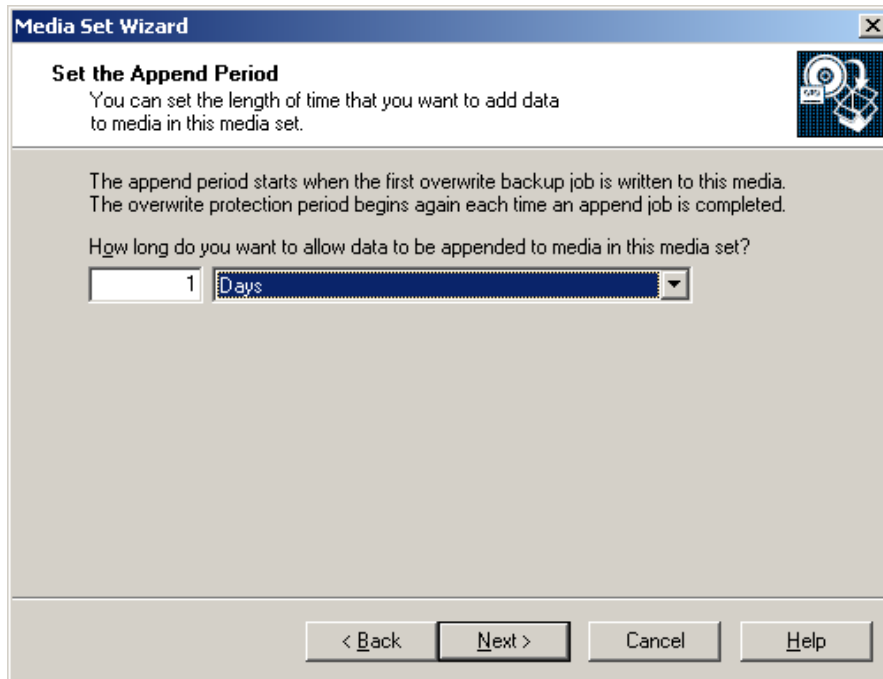 Media Set Wizard
Set the Append Period
You can set the length of time that you want to add data
to media in this media set.
The append period starts when the first overwrite backup job is written to this media.
The overwrite protection period begins again each time an append job is completed.
How long do you want to allow data to be appended to media in this media set?
1 Days
< Back Next > Cancel Help